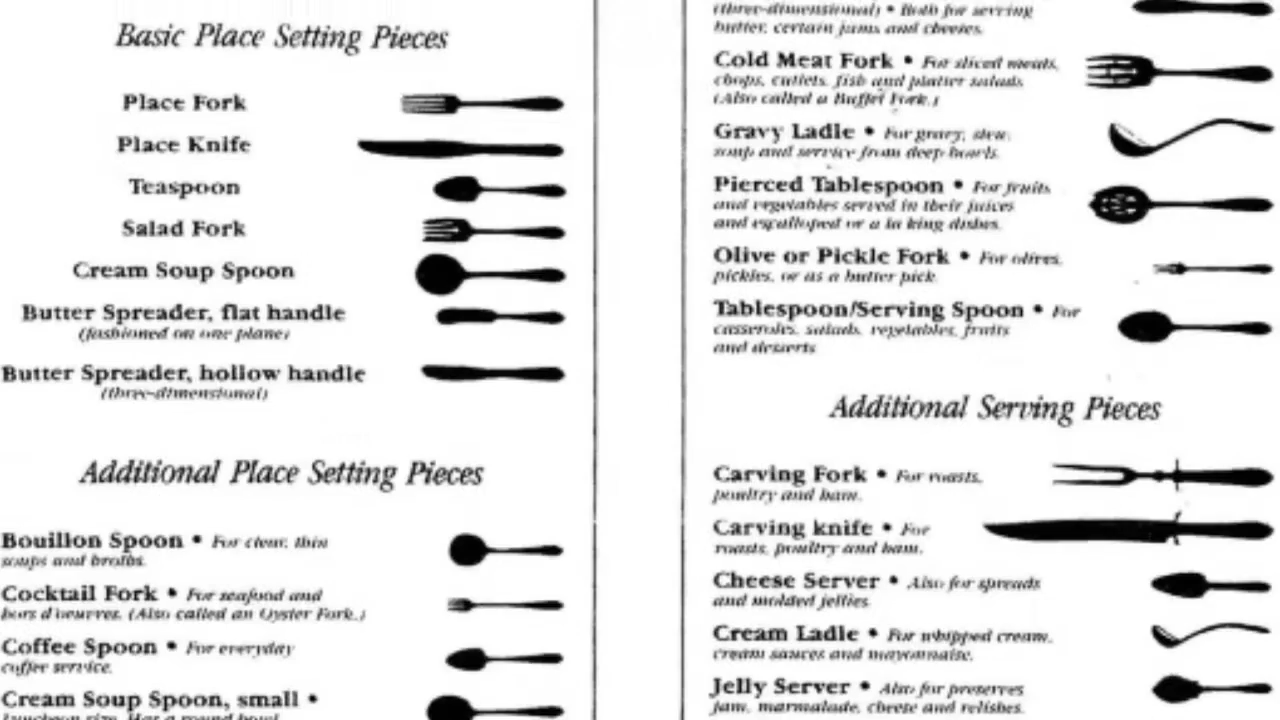 Basic Place Setting Pieces
Place Fork
Place Knife
Teaspoon
Salad Fork
Cream Soup Spoon
Butter Spreader, flat handle
(fashioned on one plane)
Butter Spreader, hollow handle
(three-dimensional)
Additional Place Setting Pieces
Bouillon Spoon • For clear, thin
soups and broths.
Cocktail Fork • For seafood and
hors d'oeuvres. (Also called an Oyster Fork.)
Coffee Spoon • For everyday
coffee service.
Cream Soup Spoon, small •
luncheon size. Has a round bowl
(three-dimensional) • Both for serving
butter, certain jams and cheeses.
Cold Meat Fork • For sliced meats,
chops, cutlets, fish and platter salads.
(Also called a Buffet Fork.)
Gravy Ladle • For gravy, stew,
soup and service from deep bowls.
Pierced Tablespoon • For fruits
and vegetables served in their juices
and escalloped or a la king dishes.
Olive or Pickle Fork • For olives,
pickles, or as a butter pick.
Tablespoon/Serving Spoon • For
casseroles, salads, vegetables, fruits
and desserts
Additional Serving Pieces
Carving Fork • For roasts,
poultry and ham.
Carving knife • For
roasts, poultry and ham.
Cheese Server • Also for spreads
and molded jellies
Cream Ladle • For whipped cream,
cream sauces and mayonnaise.
Jelly Server • Also for preserves
jam, marmalade, cheese and relishes.